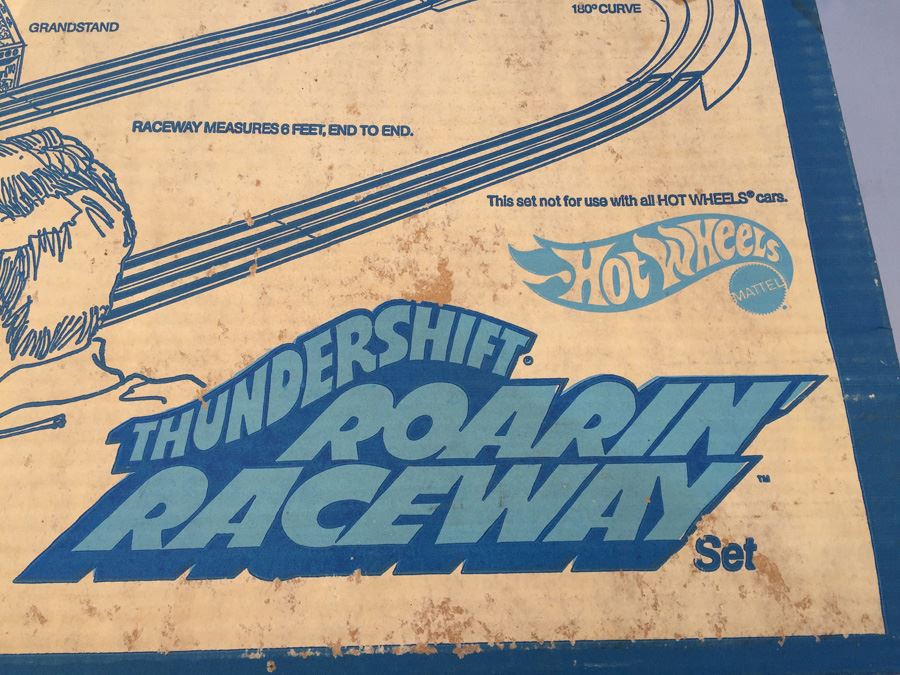 GRANDSTAND
180° CURVE
RACEWAY MEASURES 6 FEET, END TO END.
This set not for use with all HOT WHEELS® cars.
Hot Wheels
MATTEL
®
THUNDERSHIFT®
ROARIN'
RACEWAY™
Set